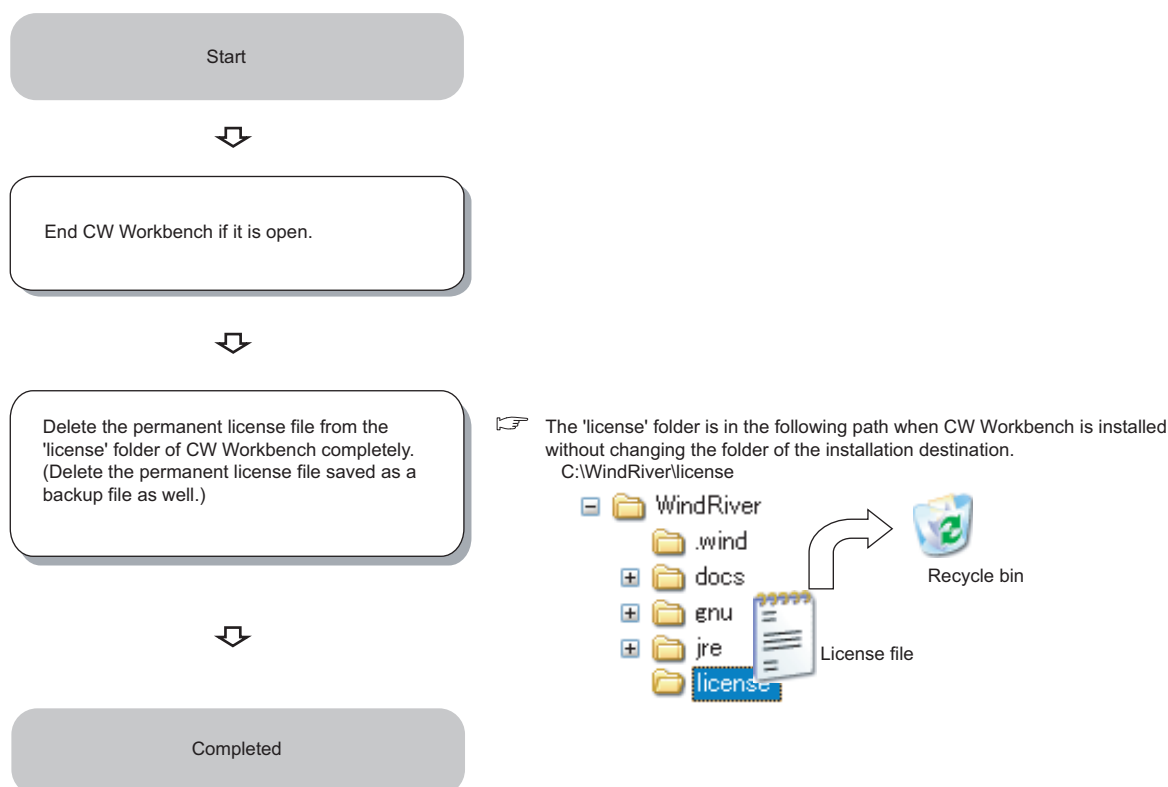 Start
End CW Workbench if it is open.
Delete the permanent license file from the
'license' folder of CW Workbench completely.
(Delete the permanent license file saved as a
backup file as well.)
The 'license' folder is in the following path when CW Workbench is installed
without changing the folder of the installation destination.
C:\WindRiver\license
WindRiver
.wind
docs
gnu
jre
license
Recycle bin
License file
Completed